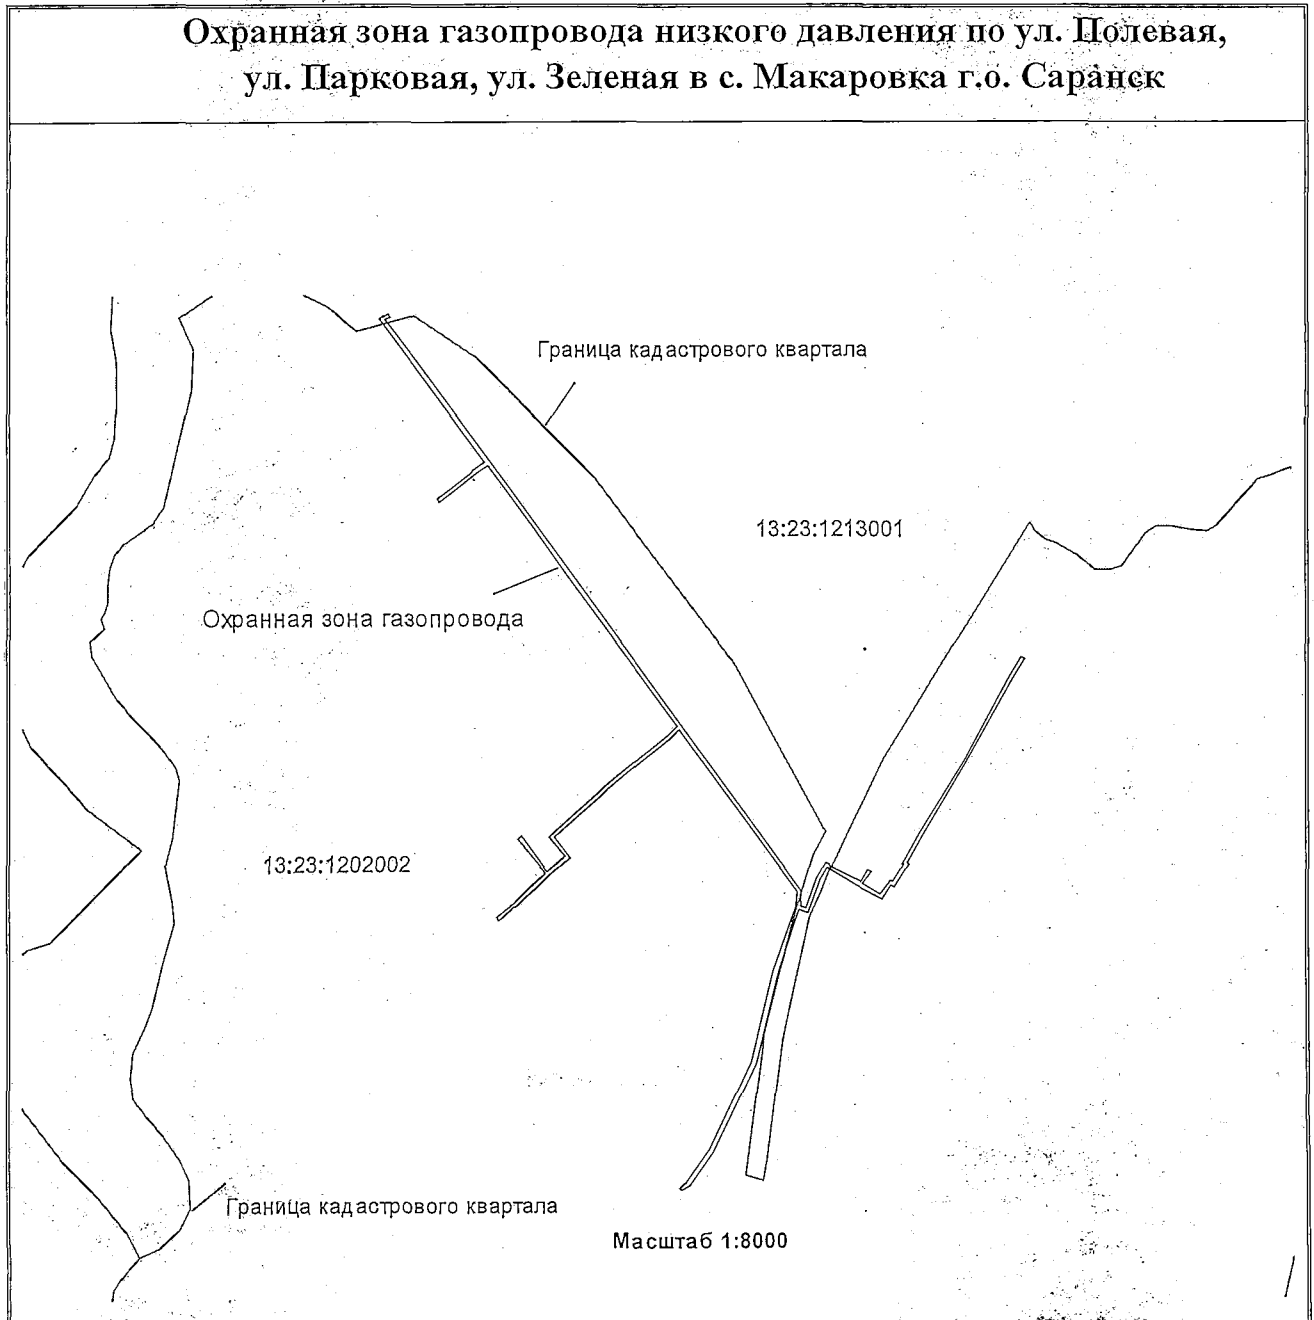 Охранная зона газопровода низкого давления по ул. Полевая,
ул. Парковая, ул. Зеленая в с. Макаровка г.о. Саранск
Граница кадастрового квартала
13:23:1213001
Охранная зона газопровода
13:23:1202002
Граница кадастрового квартала
Масштаб 1:8000